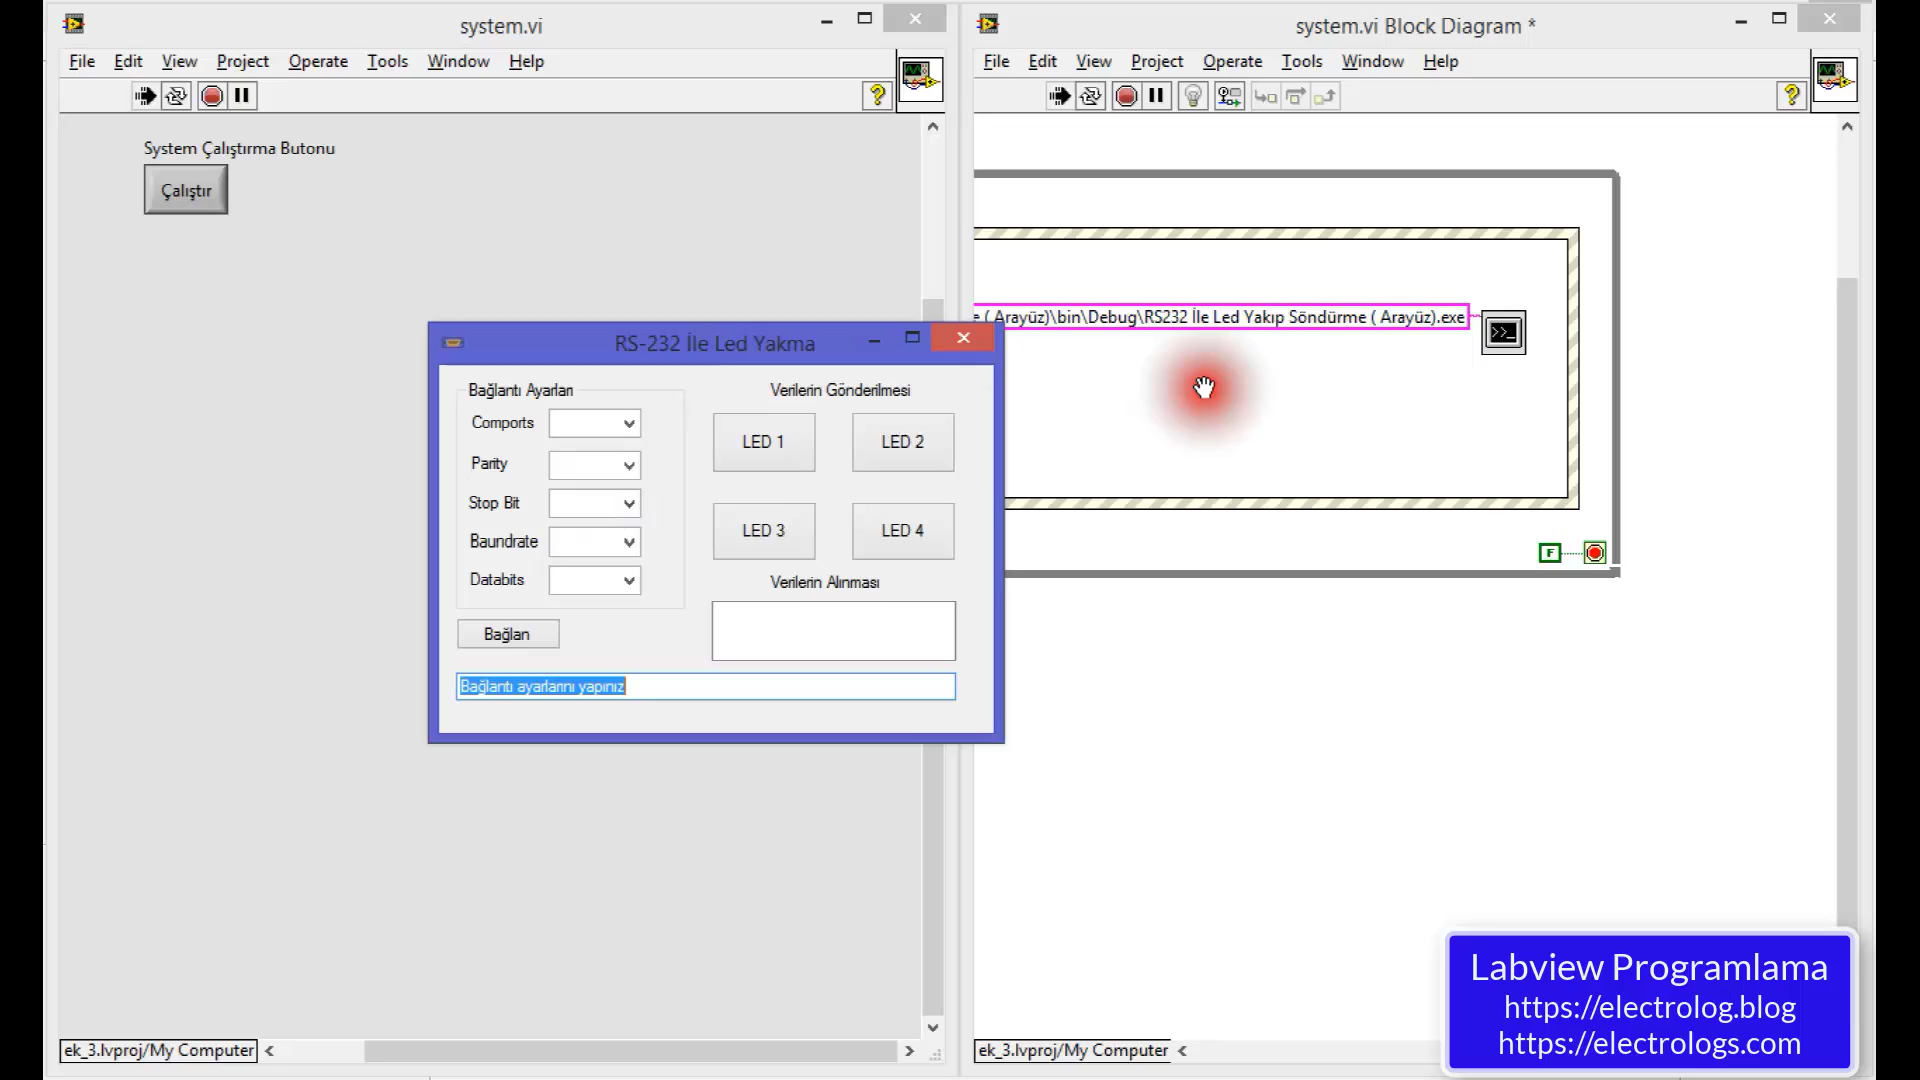 system.vi
File Edit View Project Operate Tools Window Help
System Çalıştırma Butonu
Çalıştır
ek_3.lvproj/My Computer
system.vi Block Diagram *
File Edit View Project Operate Tools Window Help
e ( Arayüz)\bin\Debug\RS232 İle Led Yakıp Söndürme ( Arayüz).exe
F
ek_3.lvproj/My Computer
RS-232 İle Led Yakma
Bağlantı Ayarları
Comports
Parity
Stop Bit
Baundrate
Databits
Bağlan
Verilerin Gönderilmesi
LED 1 LED 2
LED 3 LED 4
Verilerin Alınması
Bağlantı ayarlarını yapınız
Labview Programlama
https://electrolog.blog
https://electrologs.com